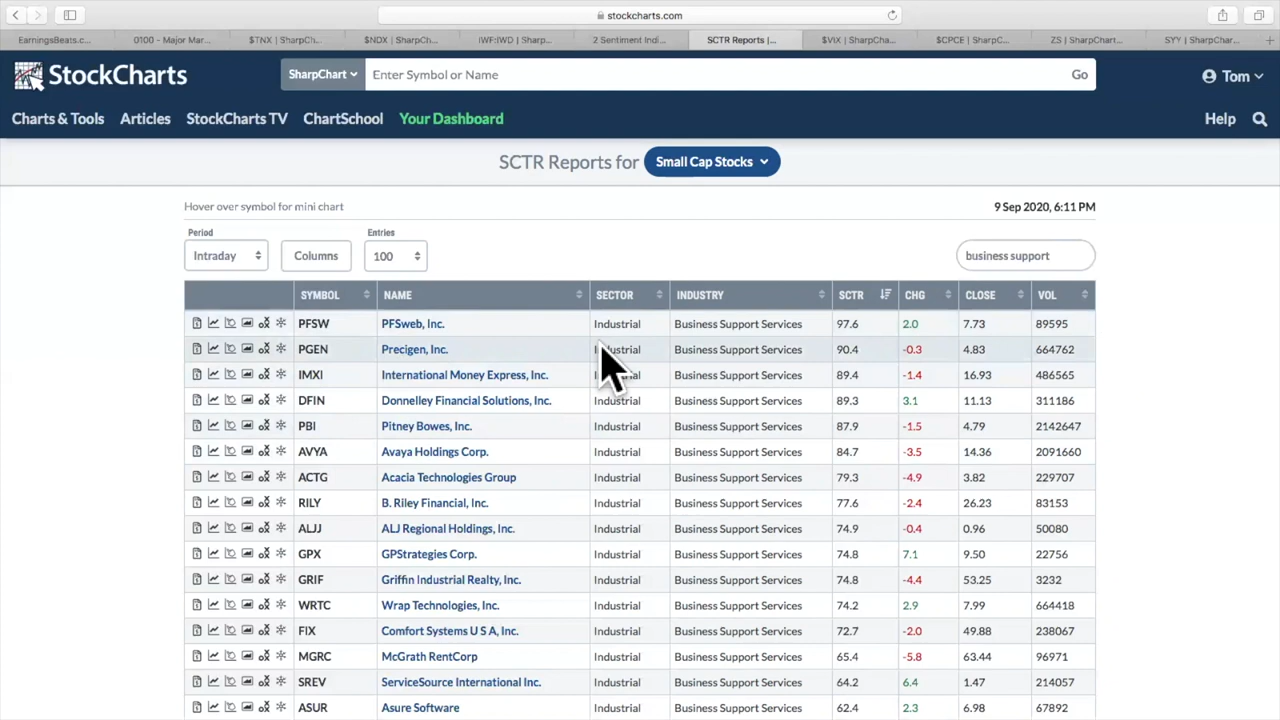 stockcharts.com
EarningsBeats.c...
0100 - Major Mar...
$TNX | SharpCh...
$NDX | SharpCh...
IWF:IWD | Sharp...
2 Sentiment Indi...
SCTR Reports |...
$VIX | SharpCha...
$CPCE | SharpC...
ZS | SharpChart...
SYY | SharpChar...
StockCharts
SharpChart
Enter Symbol or Name
Go
Tom
Charts & Tools Articles StockCharts TV ChartSchool Your Dashboard
Help
SCTR Reports for Small Cap Stocks
Hover over symbol for mini chart
9 Sep 2020, 6:11 PM
Period
Entries
Intraday
Columns
100
business support
SYMBOL NAME SECTOR INDUSTRY SCTR CHG CLOSE VOL
PFSW PFSweb, Inc. Industrial Business Support Services 97.6 2.0 7.73 89595
PGEN Precigen, Inc. Industrial Business Support Services 90.4 -0.3 4.83 664762
IMXI International Money Express, Inc. Industrial Business Support Services 89.4 -1.4 16.93 486565
DFIN Donnelley Financial Solutions, Inc. Industrial Business Support Services 89.3 3.1 11.13 311186
PBI Pitney Bowes, Inc. Industrial Business Support Services 87.9 -1.5 4.79 2142647
AVYA Avaya Holdings Corp. Industrial Business Support Services 84.7 -3.5 14.36 2091660
ACTG Acacia Technologies Group Industrial Business Support Services 79.3 -4.9 3.82 229707
RILY B. Riley Financial, Inc. Industrial Business Support Services 77.6 -2.4 26.23 83153
ALJJ ALJ Regional Holdings, Inc. Industrial Business Support Services 74.9 -0.4 0.96 50080
GPX GPStrategies Corp. Industrial Business Support Services 74.8 7.1 9.50 22756
GRIF Griffin Industrial Realty, Inc. Industrial Business Support Services 74.8 -4.4 53.25 3232
WRTC Wrap Technologies, Inc. Industrial Business Support Services 74.2 2.9 7.99 664418
FIX Comfort Systems U S A, Inc. Industrial Business Support Services 72.7 -2.0 49.88 238067
MGRC McGrath RentCorp Industrial Business Support Services 65.4 -5.8 63.44 96971
SREV ServiceSource International Inc. Industrial Business Support Services 64.2 6.4 1.47 214057
ASUR Asure Software Industrial Business Support Services 62.4 2.3 6.98 67892